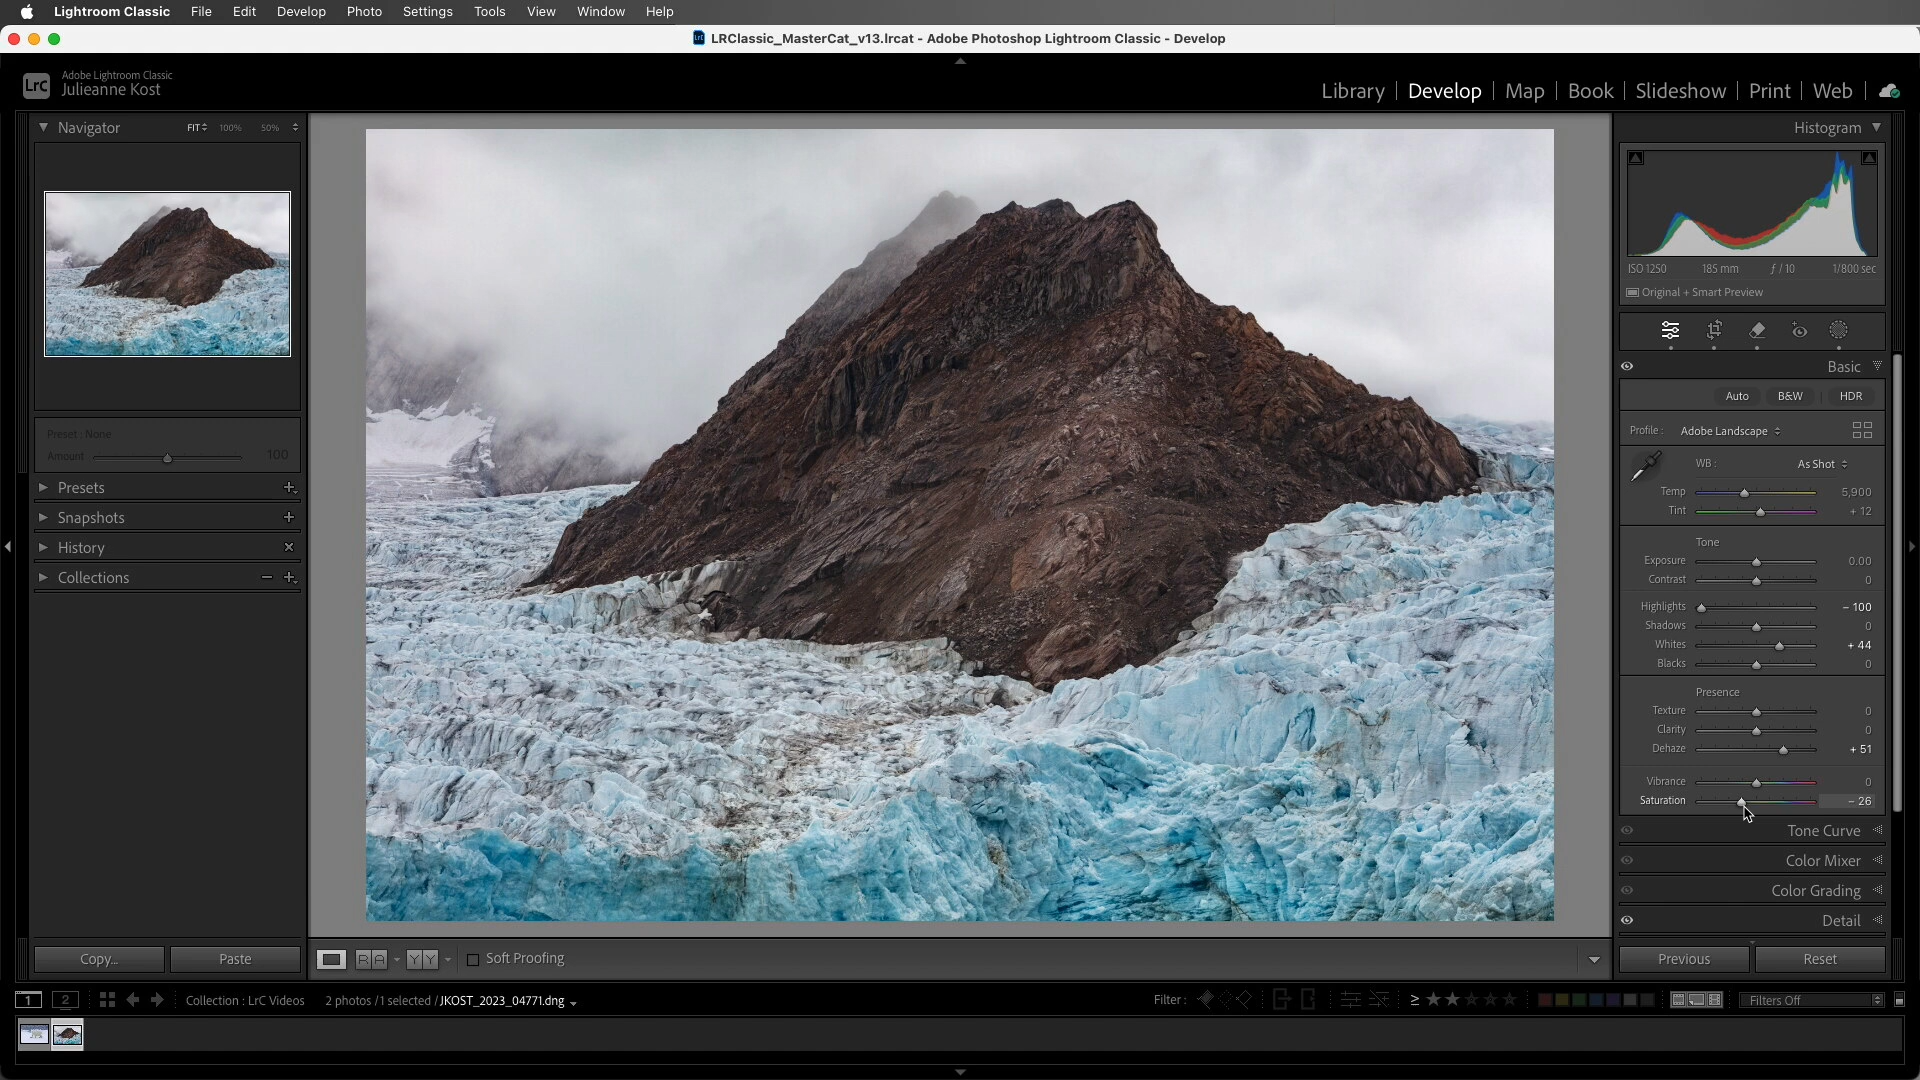 Lightroom Classic File Edit Develop Photo Settings Tools View Window Help
LRClassic_MasterCat_v13.lrcat - Adobe Photoshop Lightroom Classic - Develop
LrC
Adobe Lightroom Classic
Julieanne Kost
Library | Develop | Map | Book | Slideshow | Print | Web
Navigator FIT 100% 50%
Preset : None
Amount 100
Presets
Snapshots
History
Collections
Copy... Paste
Soft Proofing
Histogram
ISO 1250 185 mm ƒ / 10 1/800 sec
Original + Smart Preview
Basic
Auto B&W HDR
Profile : Adobe Landscape
WB : As Shot
Temp 5,900
Tint + 12
Tone
Exposure 0.00
Contrast 0
Highlights – 100
Shadows 0
Whites + 44
Blacks 0
Presence
Texture 0
Clarity 0
Dehaze + 51
Vibrance 0
Saturation – 26
Tone Curve
Color Mixer
Color Grading
Detail
Previous Reset
1 2 Collection : LrC Videos 2 photos / 1 selected / JKOST_2023_04771.dng Filter : ≥ Filters Off